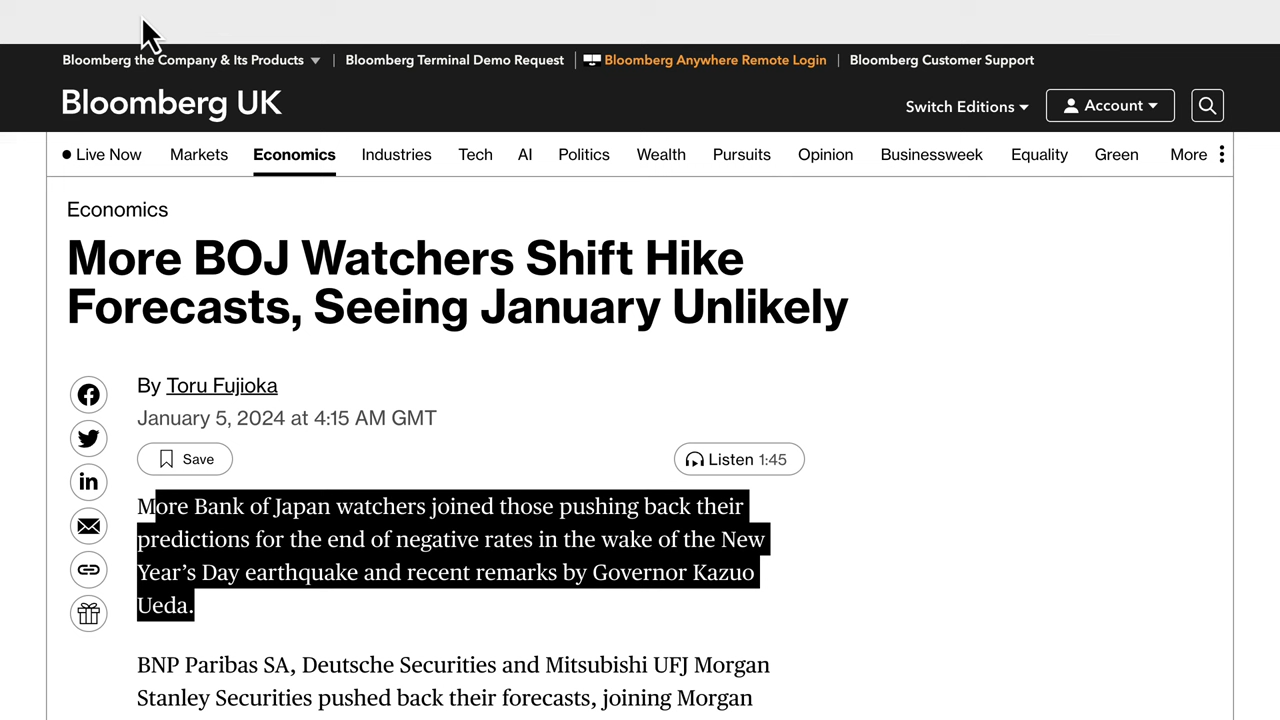 Bloomberg the Company & Its Products
Bloomberg Terminal Demo Request
Bloomberg Anywhere Remote Login
Bloomberg Customer Support
Bloomberg UK
Switch Editions
Account
Live Now
Markets
Economics
Industries
Tech
AI
Politics
Wealth
Pursuits
Opinion
Businessweek
Equality
Green
More
Economics
More BOJ Watchers Shift Hike
Forecasts, Seeing January Unlikely
By Toru Fujioka
January 5, 2024 at 4:15 AM GMT
Save
Listen 1:45
More Bank of Japan watchers joined those pushing back their
predictions for the end of negative rates in the wake of the New
Year’s Day earthquake and recent remarks by Governor Kazuo
Ueda.
BNP Paribas SA, Deutsche Securities and Mitsubishi UFJ Morgan
Stanley Securities pushed back their forecasts, joining Morgan